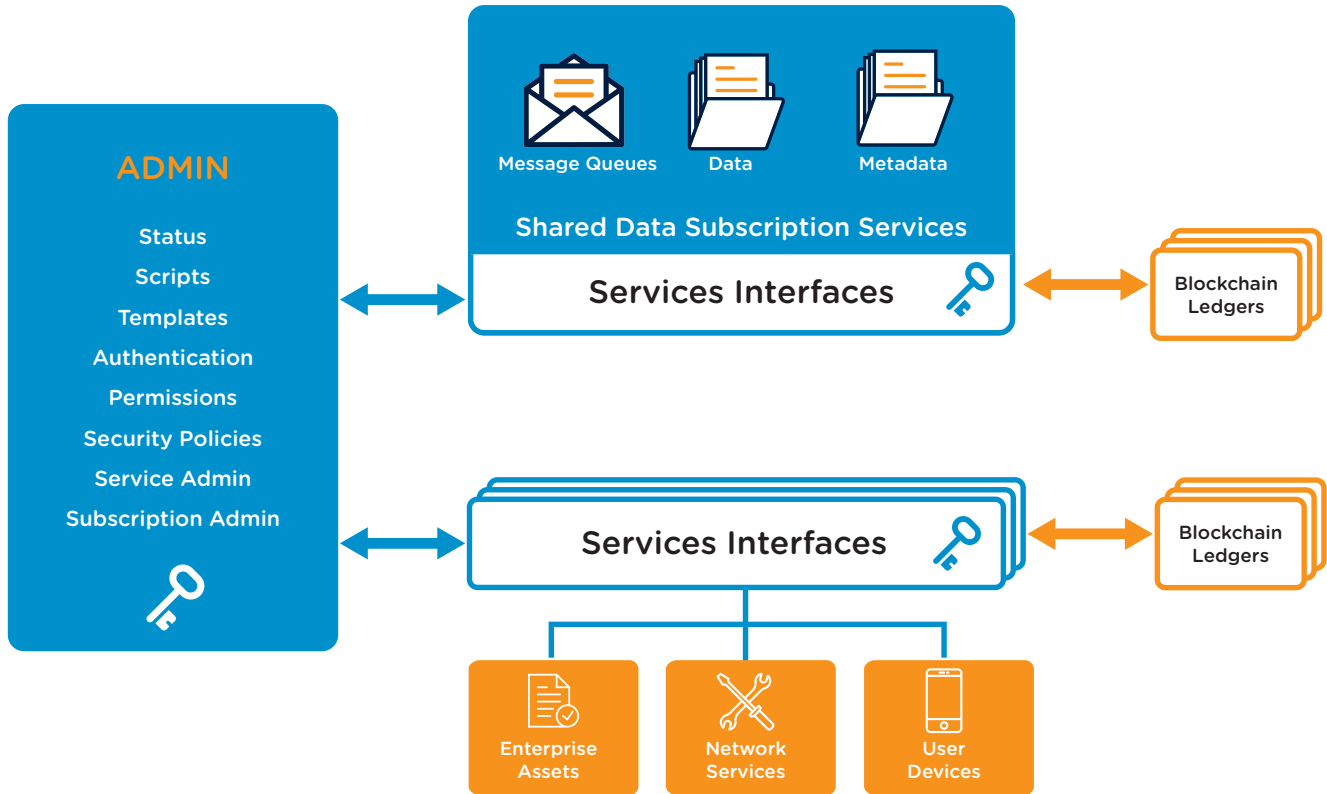 ADMIN
Status
Scripts
Templates
Authentication
Permissions
Security Policies
Service Admin
Subscription Admin
Message Queues
Data
Metadata
Shared Data Subscription Services
Services Interfaces
Blockchain
Ledgers
Services Interfaces
Blockchain
Ledgers
Enterprise
Assets
Network
Services
User
Devices